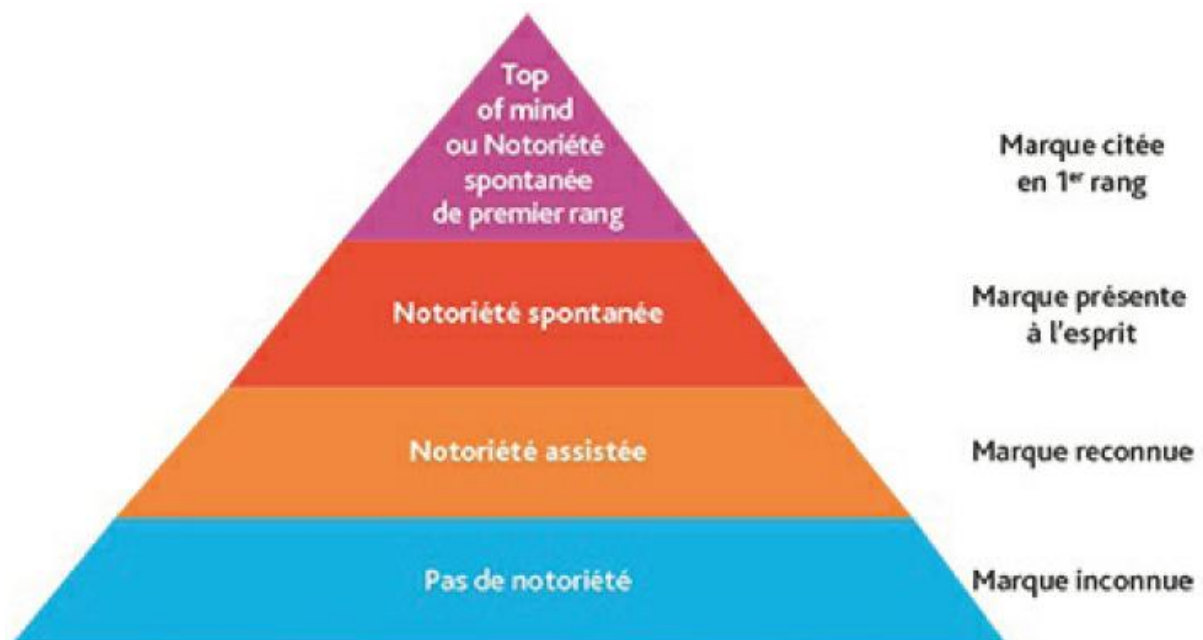 Top
of mind
ou Notoriété
spontanée
de premier rang
Marque citée
en 1er rang
Notoriété spontanée
Marque présente
à l'esprit
Notoriété assistée
Marque reconnue
Pas de notoriété
Marque inconnue